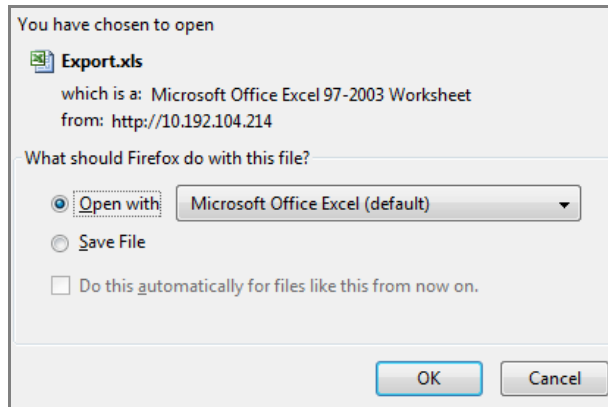 You have chosen to open
Export.xls
which is a: Microsoft Office Excel 97-2003 Worksheet
from: http://10.192.104.214
What should Firefox do with this file?
Open with Microsoft Office Excel (default)
Save File
Do this automatically for files like this from now on.
OK Cancel